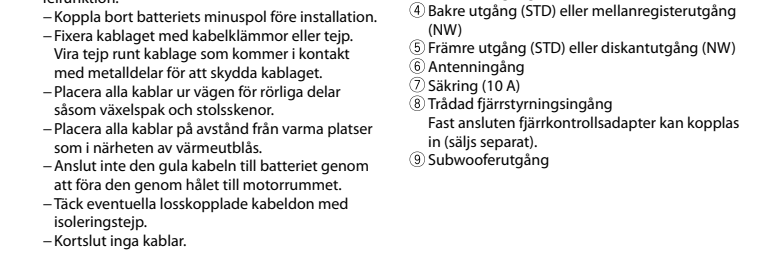 – Koppla bort batteriets minuspol före installation.
– Fixera kablaget med kabelklämmor eller tejp.
Vira tejp runt kablage som kommer i kontakt
med metalldelar för att skydda kablaget.
– Placera alla kablar ur vägen för rörliga delar
såsom växelspak och stolsskenor.
– Placera alla kablar på avstånd från varma platser
som i närheten av värmeutblås.
– Anslut inte den gula kabeln till batteriet genom
att föra den genom hålet till motorrummet.
– Täck eventuella losskopplade kabeldon med
isoleringstejp.
– Kortslut inga kablar.
④ Bakre utgång (STD) eller mellanregisterutgång
(NW)
⑤ Främre utgång (STD) eller diskantutgång (NW)
⑥ Antenningång
⑦ Säkring (10 A)
⑧ Trådad fjärrstyrningsingång
Fast ansluten fjärrkontrollsadapter kan kopplas
in (säljs separat).
⑨ Subwooferutgång